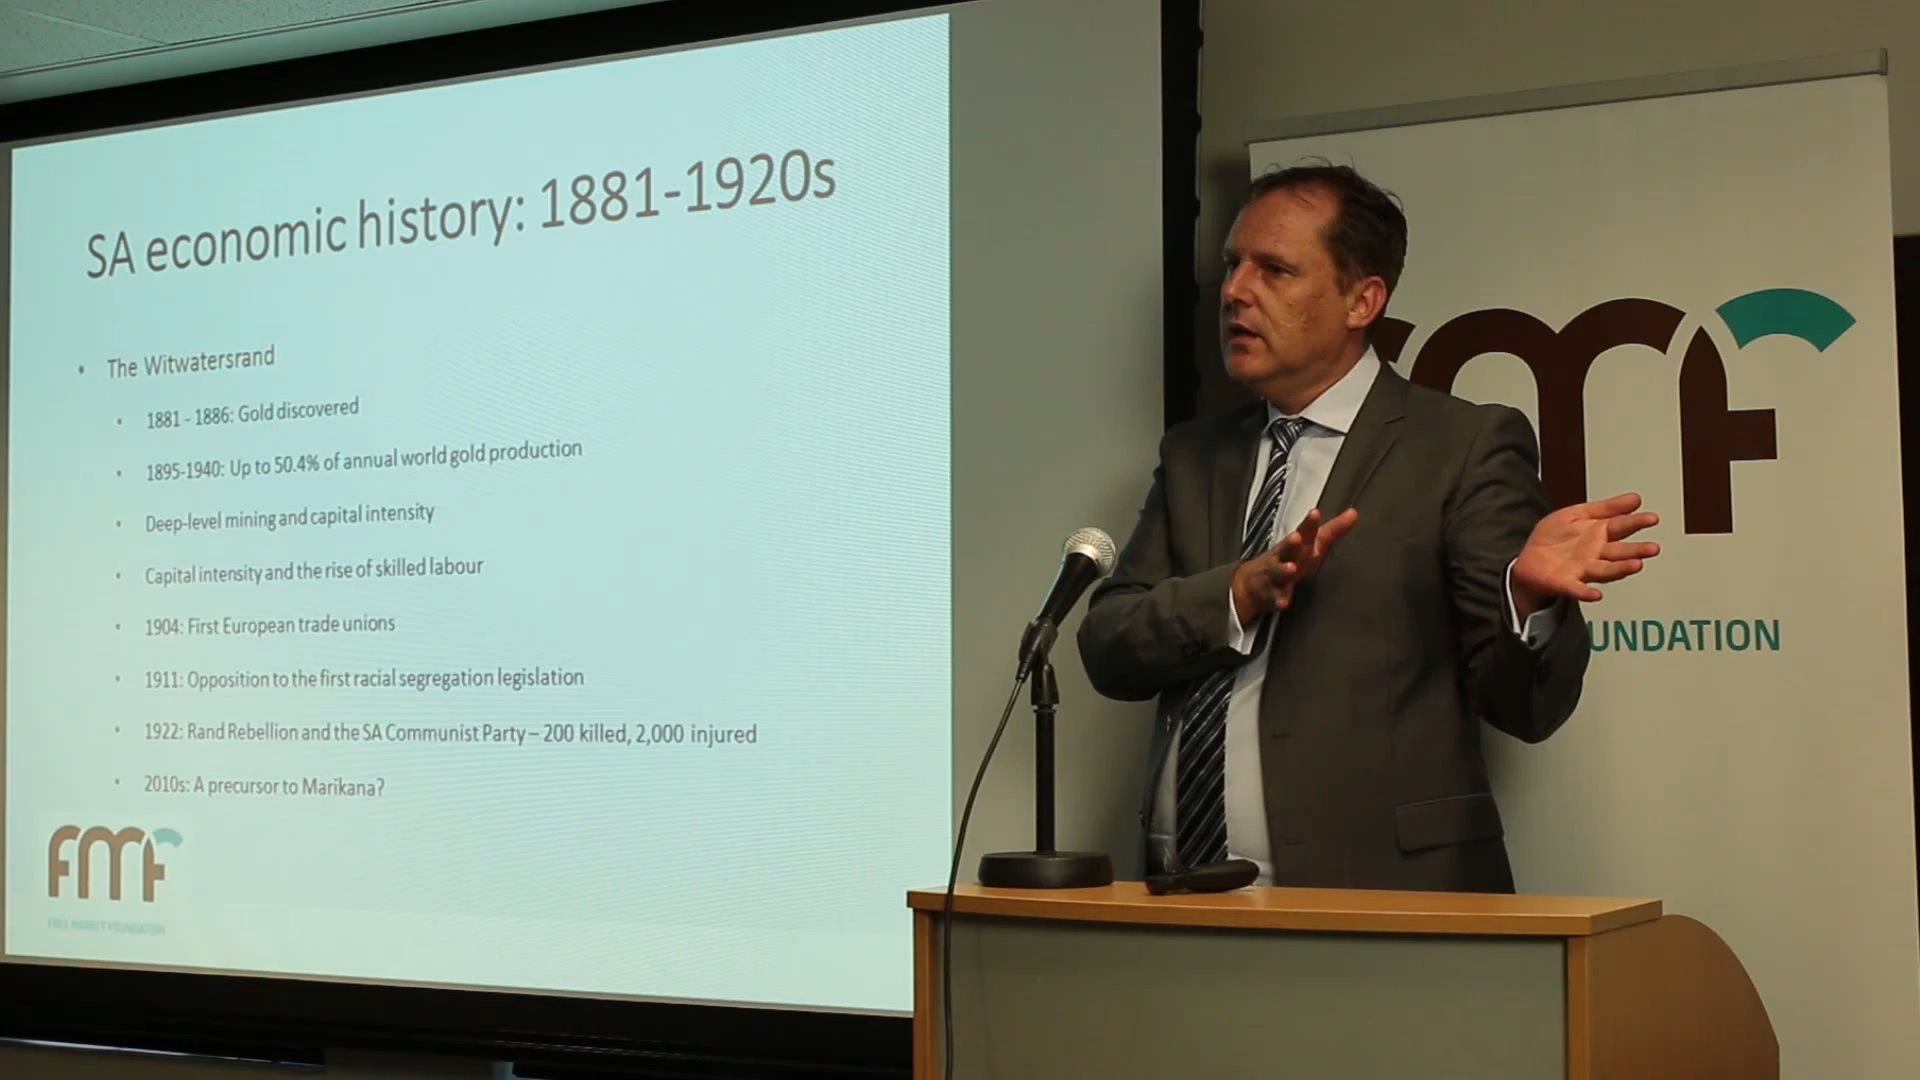 SA economic history: 1881-1920s
• The Witwatersrand
• 1881 - 1886: Gold discovered
• 1895-1940: Up to 50.4% of annual world gold production
• Deep-level mining and capital intensity
• Capital intensity and the rise of skilled labour
• 1904: First European trade unions
• 1911: Opposition to the first racial segregation legislation
• 1922: Rand Rebellion and the SA Communist Party – 200 killed, 2,000 injured
• 2010s: A precursor to Marikana?
FMF
FREE MARKET FOUNDATION
FMF
UNDATION